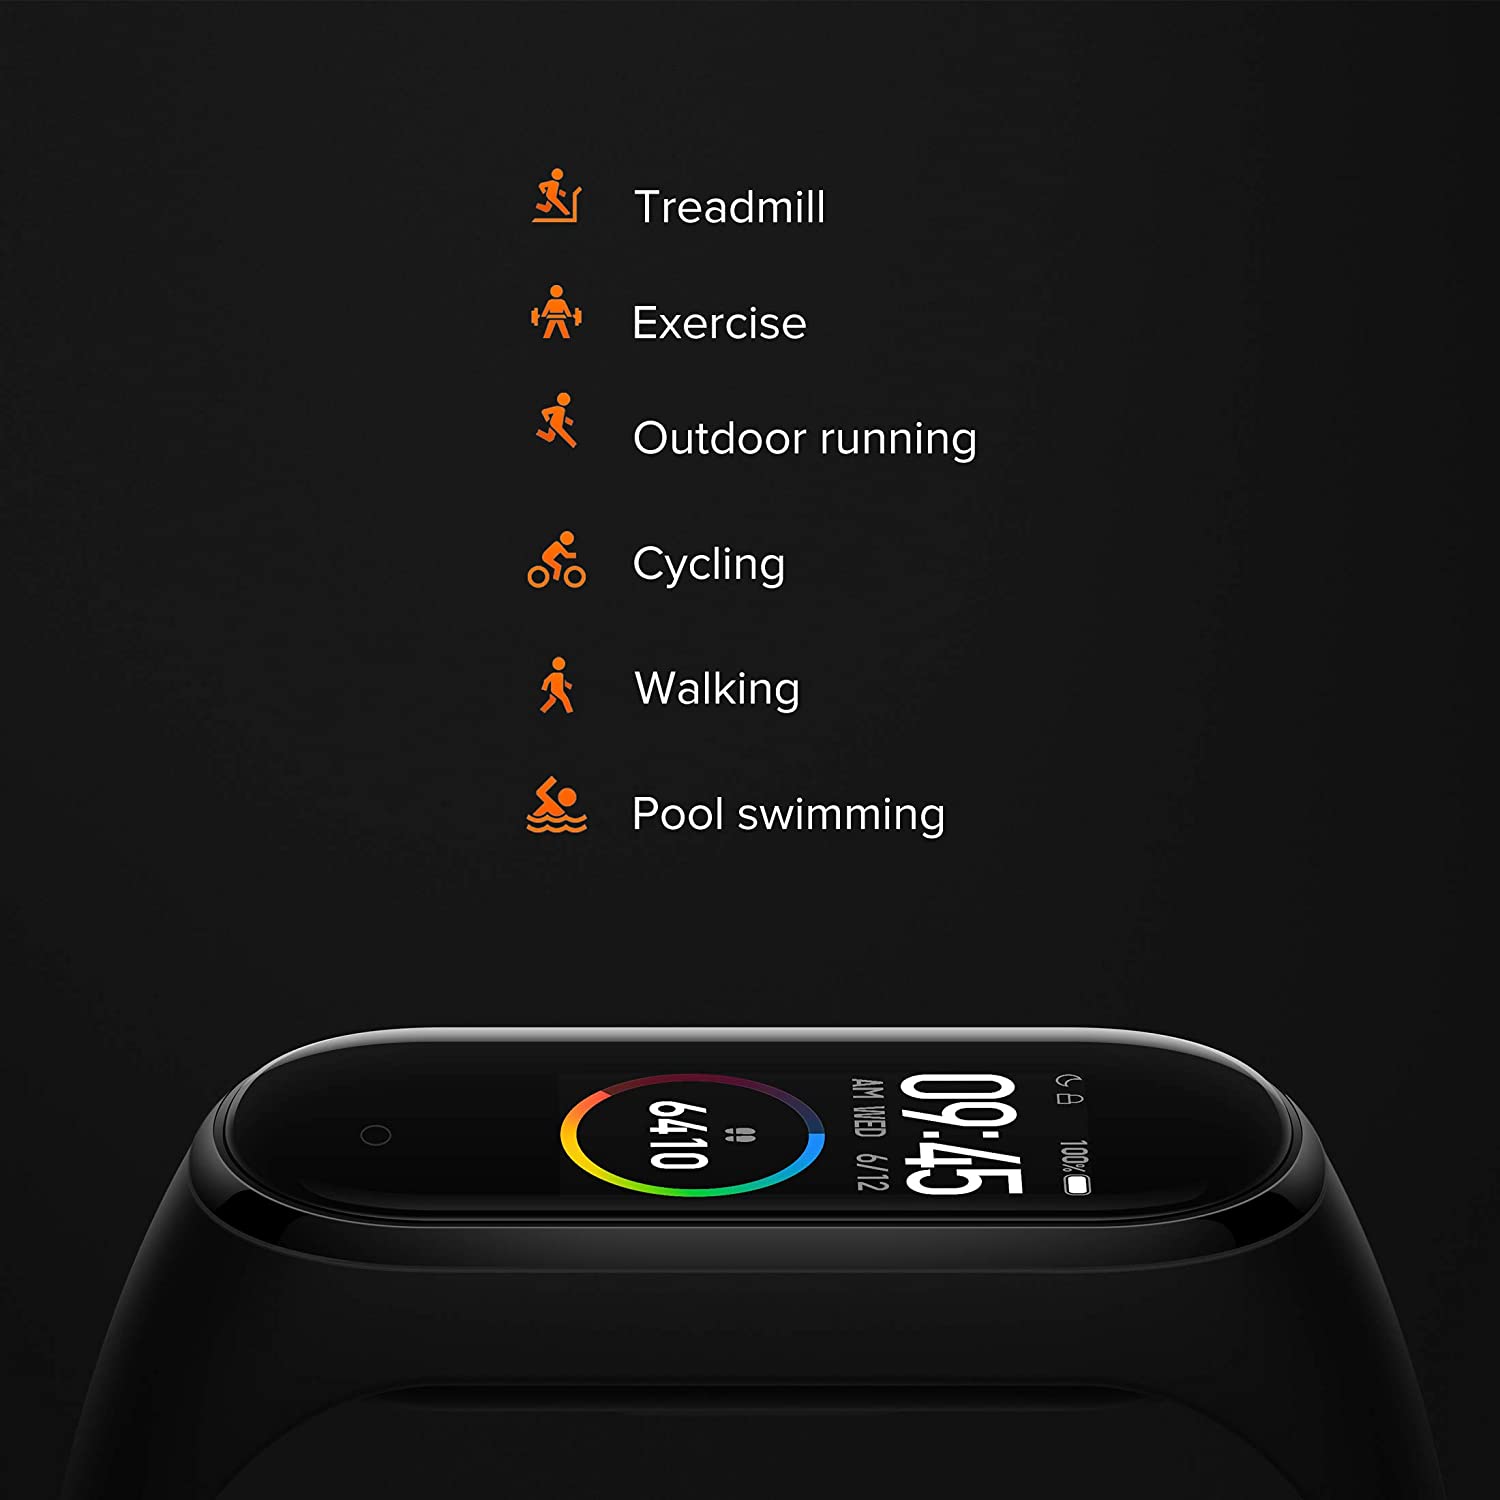 Treadmill
Exercise
Outdoor running
Cycling
Walking
Pool swimming
100%
09:45
AM WED 6/12
6410